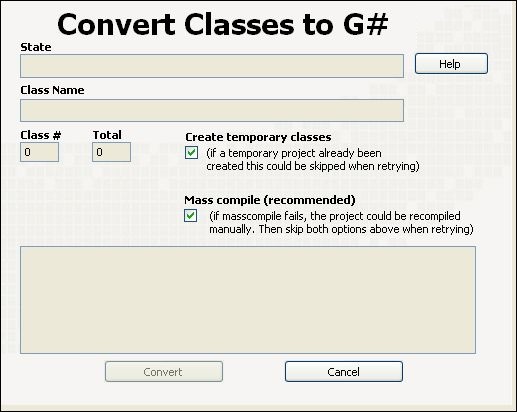 Convert Classes to G#
State
Help
Class Name
Class #
Total
Create temporary classes
0
0
(if a temporary project already been
created this could be skipped when retrying)
Mass compile (recommended)
(if masscompile fails, the project could be recompiled
manually. Then skip both options above when retrying)
Convert
Cancel